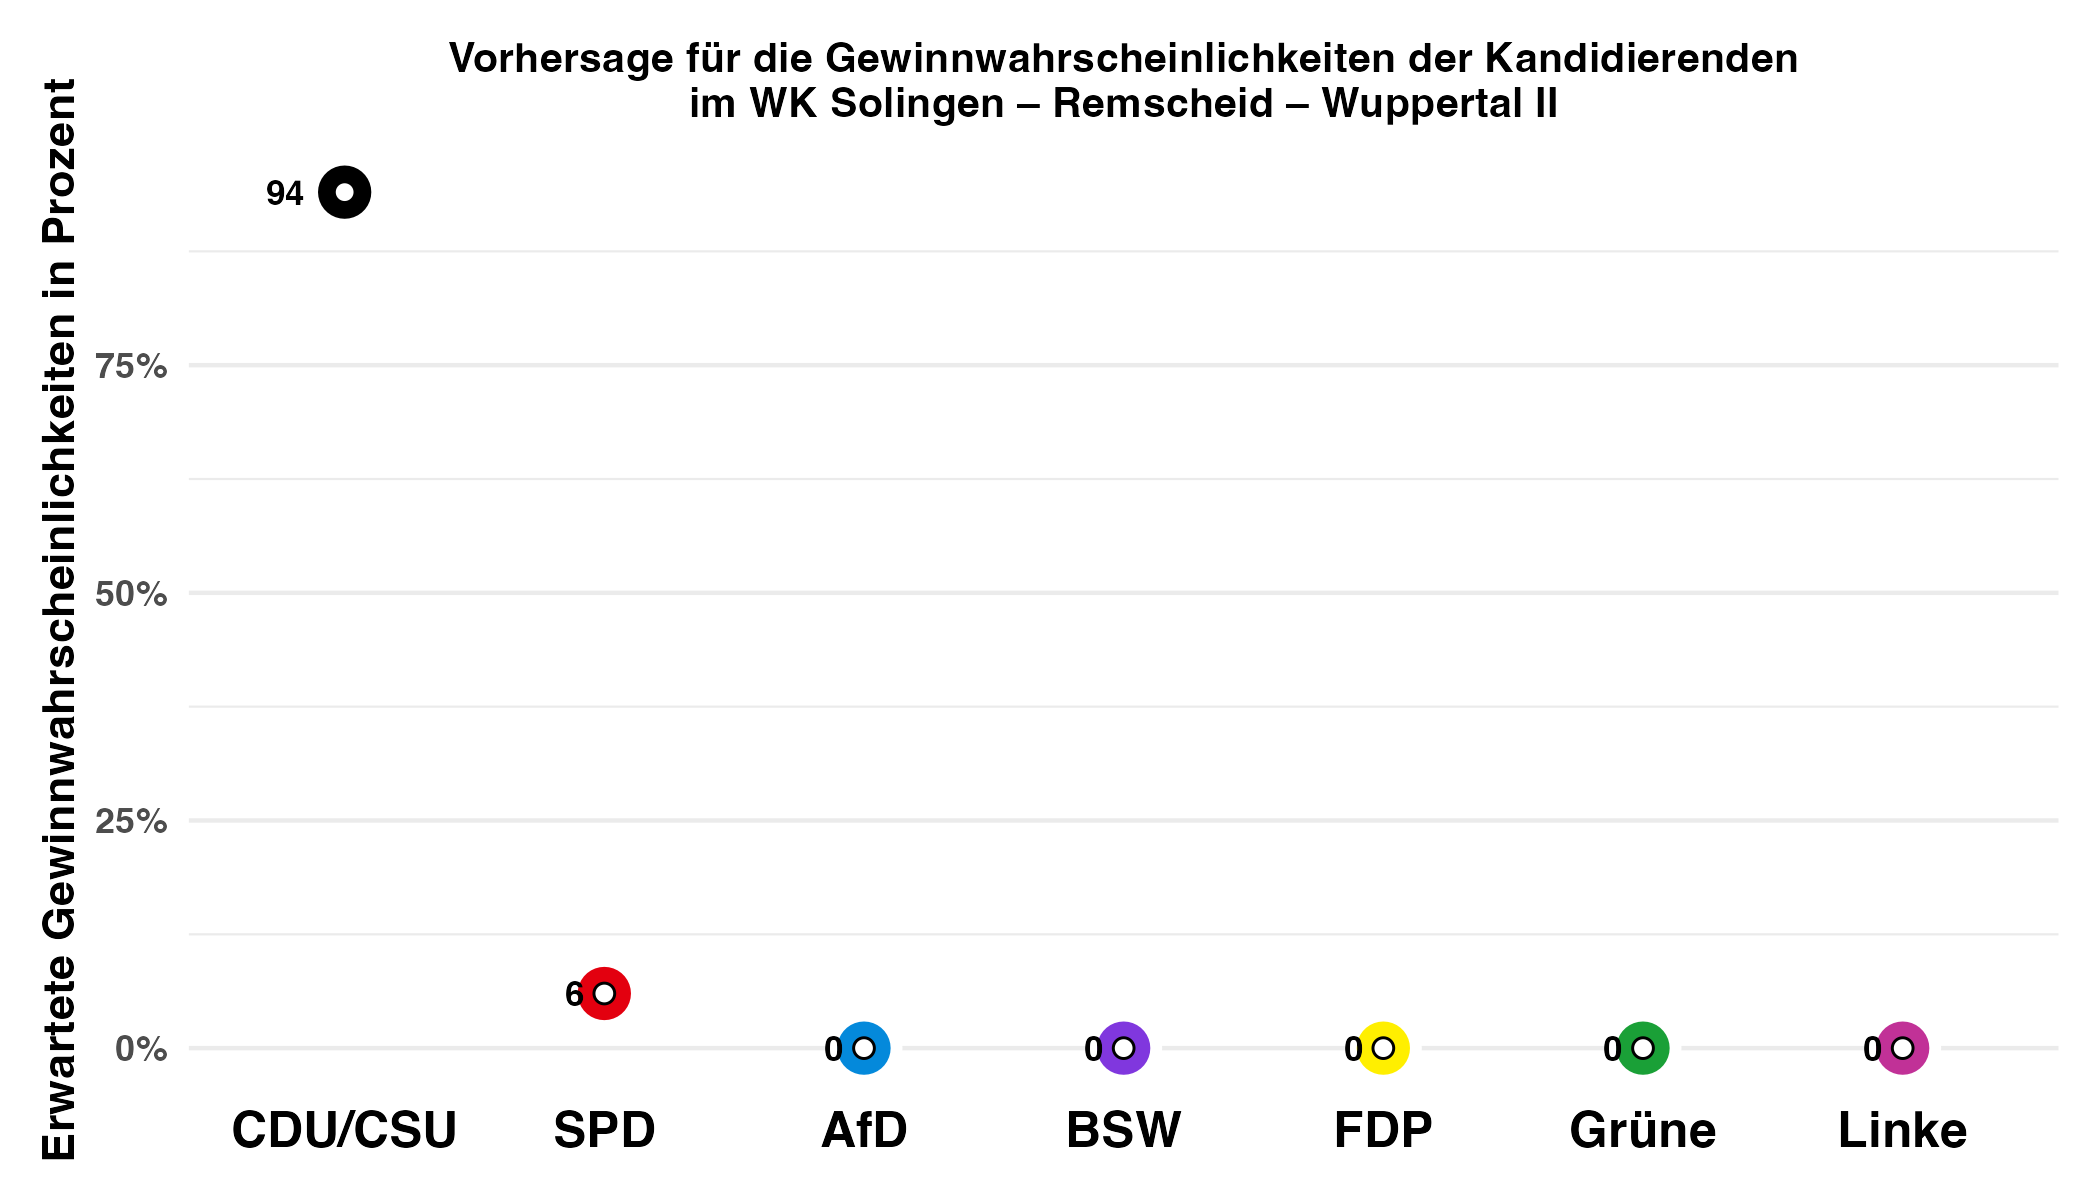 Vorhersage für die Gewinnwahrscheinlichkeiten der Kandidierenden
im WK Solingen – Remscheid – Wuppertal II
Erwartete Gewinnwahrscheinlichkeiten in Prozent
94
75%
50%
25%
6
0%
0
0
0
0
0
CDU/CSU
SPD
AfD
BSW
FDP
Grüne
Linke